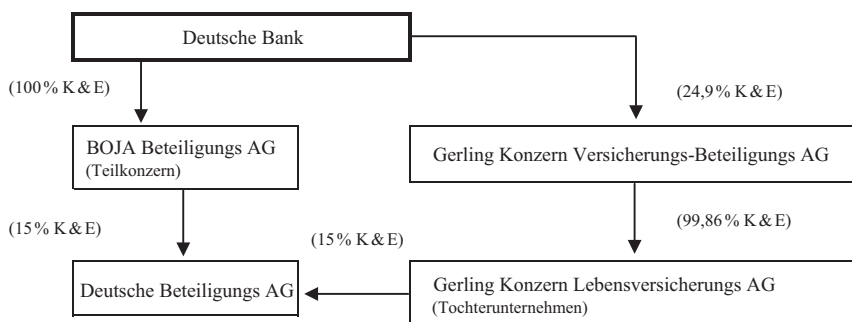 Deutsche Bank
(100% K & E)
(24,9% K & E)
BOJA Beteiligungs AG
(Teilkonzern)
Gerling Konzern Versicherungs-Beteiligungs AG
(15% K & E)
(15% K & E)
(99,86% K & E)
Deutsche Beteiligungs AG
Gerling Konzern Lebensversicherungs AG
(Tochterunternehmen)